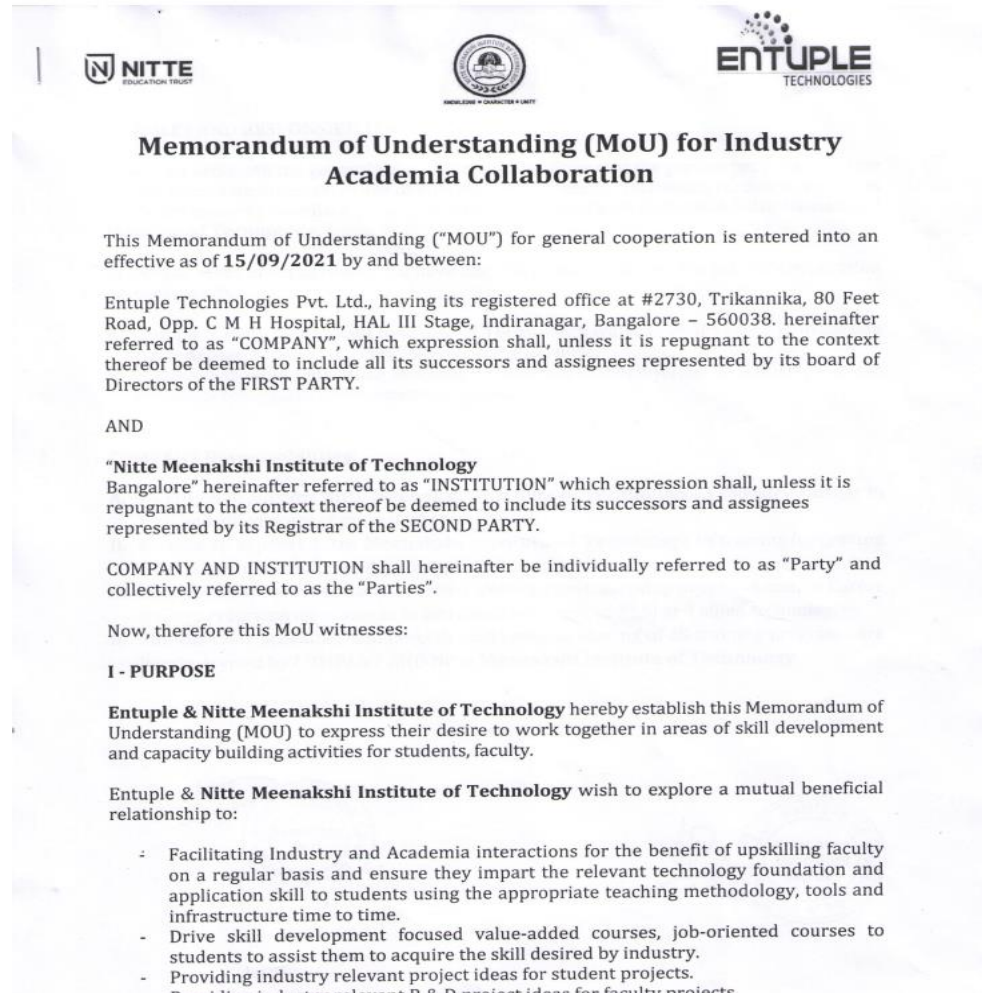 NITTE
EDUCATION TRUST
KNOWLEDGE CHARACTER UNITY
ENTUPLE
TECHNOLOGIES
Memorandum of Understanding (MoU) for Industry
Academia Collaboration
This Memorandum of Understanding (“MOU”) for general cooperation is entered into an
effective as of 15/09/2021 by and between:
Entuple Technologies Pvt. Ltd., having its registered office at #2730, Trikannika, 80 Feet
Road, Opp. C M H Hospital, HAL III Stage, Indiranagar, Bangalore – 560038. hereinafter
referred to as “COMPANY”, which expression shall, unless it is repugnant to the context
thereof be deemed to include all its successors and assignees represented by its board of
Directors of the FIRST PARTY.
AND
“Nitte Meenakshi Institute of Technology
Bangalore” hereinafter referred to as “INSTITUTION” which expression shall, unless it is
repugnant to the context thereof be deemed to include its successors and assignees
represented by its Registrar of the SECOND PARTY.
COMPANY AND INSTITUTION shall hereinafter be individually referred to as “Party” and
collectively referred to as the “Parties”.
Now, therefore this MoU witnesses:
I - PURPOSE
Entuple & Nitte Meenakshi Institute of Technology hereby establish this Memorandum of
Understanding (MOU) to express their desire to work together in areas of skill development
and capacity building activities for students, faculty.
Entuple & Nitte Meenakshi Institute of Technology wish to explore a mutual beneficial
relationship to:
- Facilitating Industry and Academia interactions for the benefit of upskilling faculty
on a regular basis and ensure they impart the relevant technology foundation and
application skill to students using the appropriate teaching methodology, tools and
infrastructure time to time.
- Drive skill development focused value-added courses, job-oriented courses to
students to assist them to acquire the skill desired by industry.
- Providing industry relevant project ideas for student projects.
- Providing industry relevant R & D project ideas for faculty projects